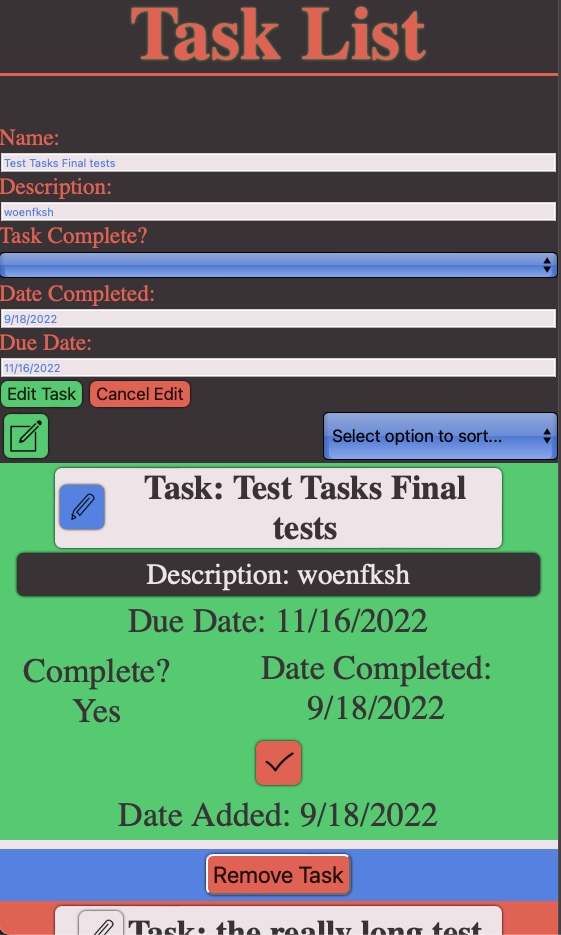 Task List
Name:
Test Tasks Final tests
Description:
woenfksh
Task Complete?
Date Completed:
9/18/2022
Due Date:
11/16/2022
Edit Task Cancel Edit
Select option to sort...
Task: Test Tasks Final
tests
Description: woenfksh
Due Date: 11/16/2022
Complete?
Yes
Date Completed:
9/18/2022
Date Added: 9/18/2022
Remove Task
Task: the really long test